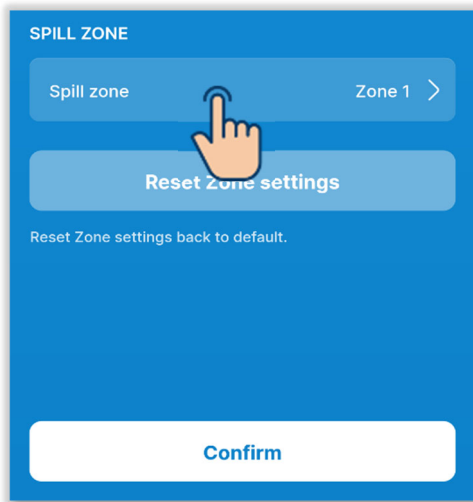 SPILL ZONE
Spill zone Zone 1
Reset Zone settings
Reset Zone settings back to default.
Confirm